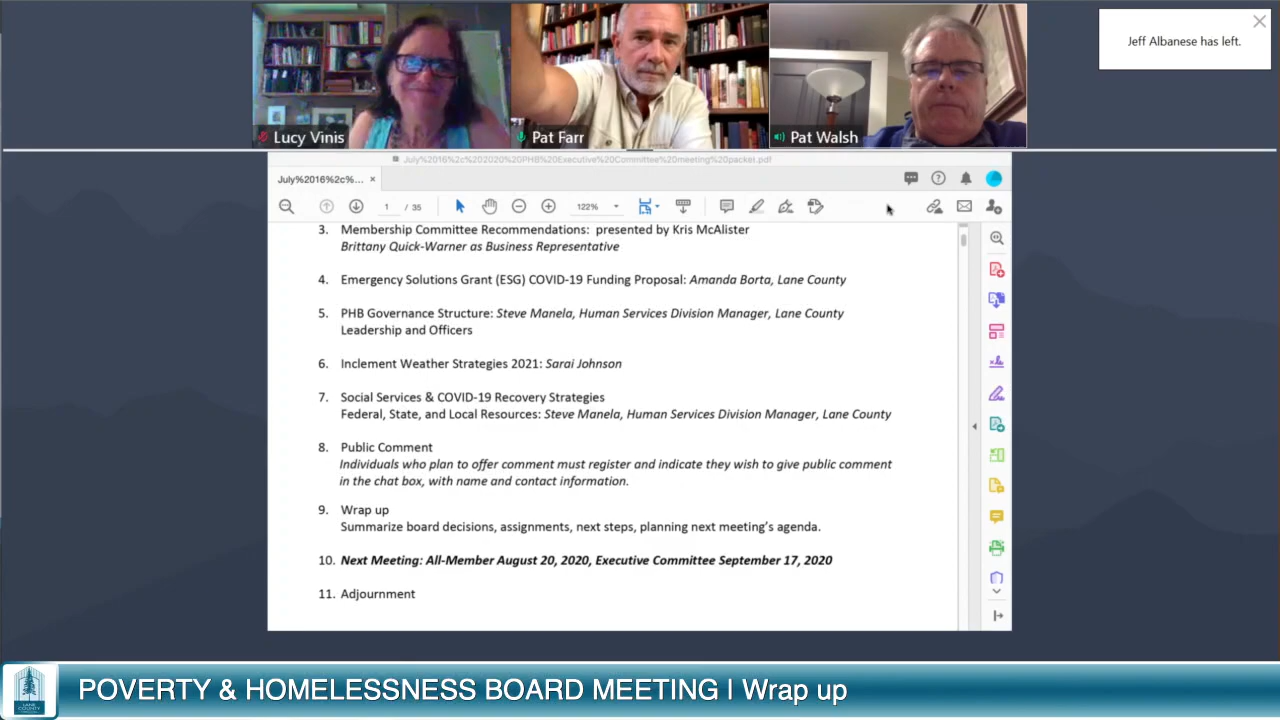 Jeff Albanese has left.
Lucy Vinis
Pat Farr
Pat Walsh
July%2016%2c%202020%20PHB%20Executive%20Committee%20meeting%20packet.pdf
July%2016%2c%...
1 / 35
122%
3. Membership Committee Recommendations: presented by Kris McAlister
Brittany Quick-Warner as Business Representative
4. Emergency Solutions Grant (ESG) COVID-19 Funding Proposal: Amanda Borta, Lane County
5. PHB Governance Structure: Steve Manela, Human Services Division Manager, Lane County
Leadership and Officers
6. Inclement Weather Strategies 2021: Sarai Johnson
7. Social Services & COVID-19 Recovery Strategies
Federal, State, and Local Resources: Steve Manela, Human Services Division Manager, Lane County
8. Public Comment
Individuals who plan to offer comment must register and indicate they wish to give public comment
in the chat box, with name and contact information.
9. Wrap up
Summarize board decisions, assignments, next steps, planning next meeting's agenda.
10. Next Meeting: All-Member August 20, 2020, Executive Committee September 17, 2020
11. Adjournment
LANE
COUNTY
POVERTY & HOMELESSNESS BOARD MEETING | Wrap up